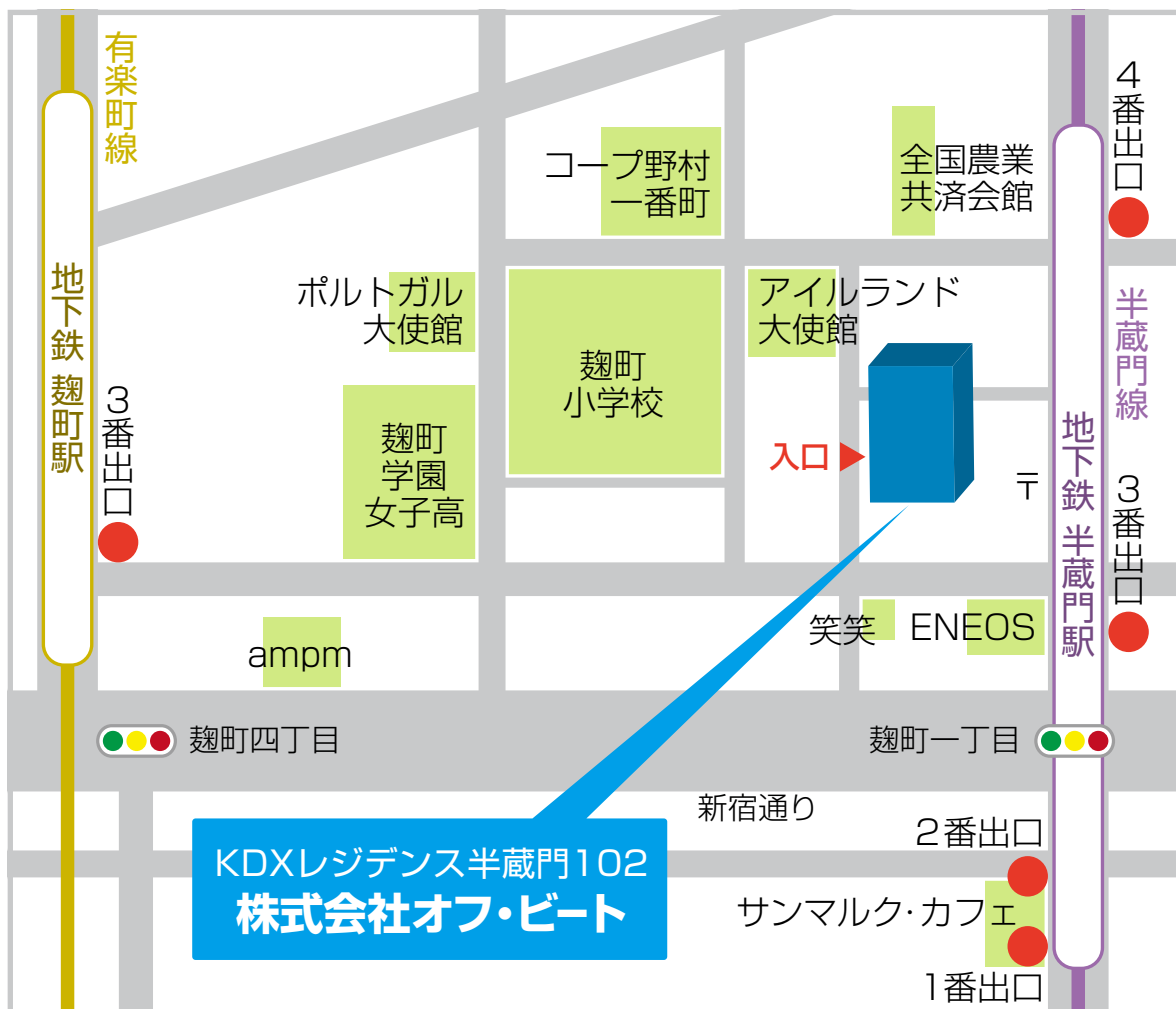 有楽町線
地下鉄 麹町駅
3番出口
コープ野村
一番町
全国農業
共済会館
4番出口
ポルトガル
大使館
麹町
小学校
アイルランド
大使館
半蔵門線
麹町
学園
女子高
入口
〒
地下鉄 半蔵門駅
3番出口
ampm
笑笑
ENEOS
麹町四丁目
麹町一丁目
新宿通り
KDXレジデンス半蔵門102
株式会社オフ・ビート
2番出口
サンマルク・カフェ
1番出口